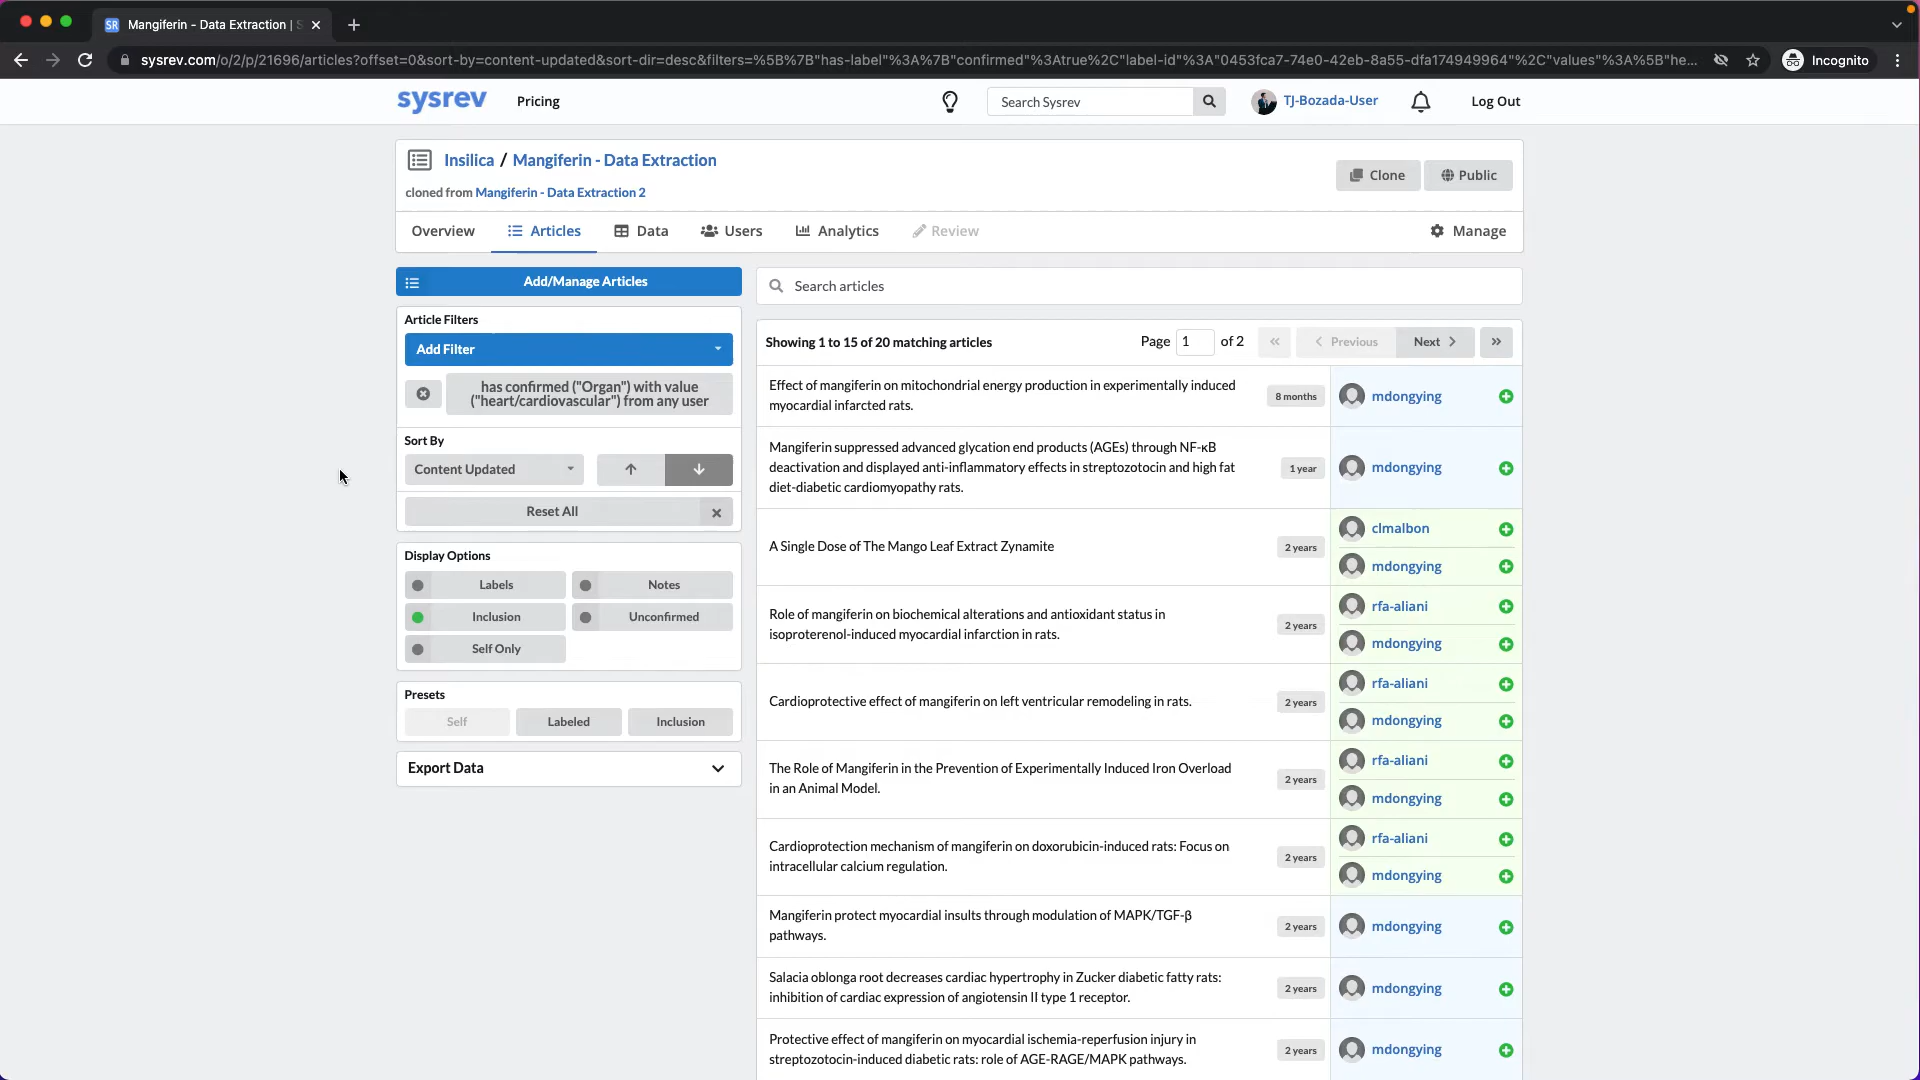 SR Mangiferin - Data Extraction | S
sysrev.com/o/2/p/21696/articles?offset=0&sort-by=content-updated&sort-dir=desc&filters=%5B%7B"has-label"%3A%7B"confirmed"%3Atrue%2C"label-id"%3A"0453fca7-74e0-42eb-8a55-dfa174949964"%2C"values"%3A%5B"he... Incognito
sysrev Pricing Search Sysrev TJ-Bozada-User Log Out
Insilica / Mangiferin - Data Extraction
cloned from Mangiferin - Data Extraction 2
Clone Public
Overview Articles Data Users Analytics Review Manage
Add/Manage Articles
Article Filters
Add Filter
has confirmed ("Organ") with value
("heart/cardiovascular") from any user
Sort By
Content Updated
Reset All
Display Options
Labels Notes
Inclusion Unconfirmed
Self Only
Presets
Self Labeled Inclusion
Export Data
Search articles
Showing 1 to 15 of 20 matching articles Page 1 of 2 « Previous Next »
Effect of mangiferin on mitochondrial energy production in experimentally induced
myocardial infarcted rats.
8 months mdongying
Mangiferin suppressed advanced glycation end products (AGEs) through NF-κB
deactivation and displayed anti-inflammatory effects in streptozotocin and high fat
diet-diabetic cardiomyopathy rats.
1 year mdongying
A Single Dose of The Mango Leaf Extract Zynamite
2 years clmalbon
mdongying
Role of mangiferin on biochemical alterations and antioxidant status in
isoproterenol-induced myocardial infarction in rats.
2 years rfa-aliani
mdongying
Cardioprotective effect of mangiferin on left ventricular remodeling in rats.
2 years rfa-aliani
mdongying
The Role of Mangiferin in the Prevention of Experimentally Induced Iron Overload
in an Animal Model.
2 years rfa-aliani
mdongying
Cardioprotection mechanism of mangiferin on doxorubicin-induced rats: Focus on
intracellular calcium regulation.
2 years rfa-aliani
mdongying
Mangiferin protect myocardial insults through modulation of MAPK/TGF-β
pathways.
2 years mdongying
Salacia oblonga root decreases cardiac hypertrophy in Zucker diabetic fatty rats:
inhibition of cardiac expression of angiotensin II type 1 receptor.
2 years mdongying
Protective effect of mangiferin on myocardial ischemia-reperfusion injury in
streptozotocin-induced diabetic rats: role of AGE-RAGE/MAPK pathways.
2 years mdongying